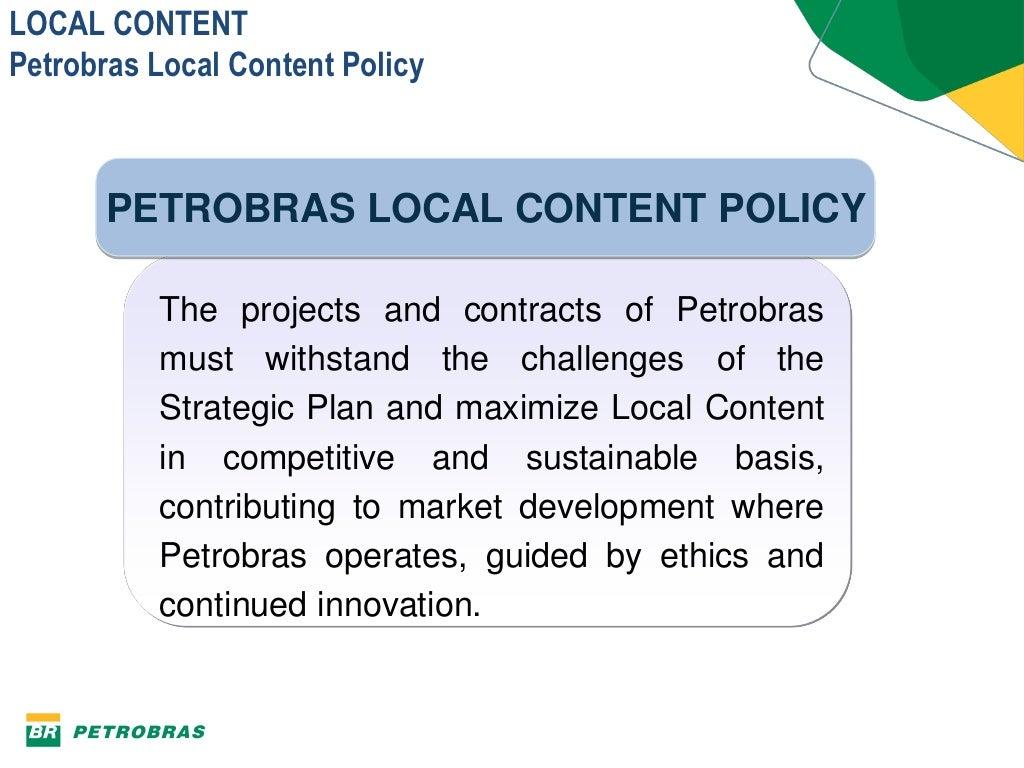 LOCAL CONTENT
Petrobras Local Content Policy
PETROBRAS LOCAL CONTENT POLICY
The projects and contracts of Petrobras
must withstand the challenges of the
Strategic Plan and maximize Local Content
in competitive and sustainable basis,
contributing to market development where
Petrobras operates, guided by ethics and
continued innovation.
BR PETROBRAS